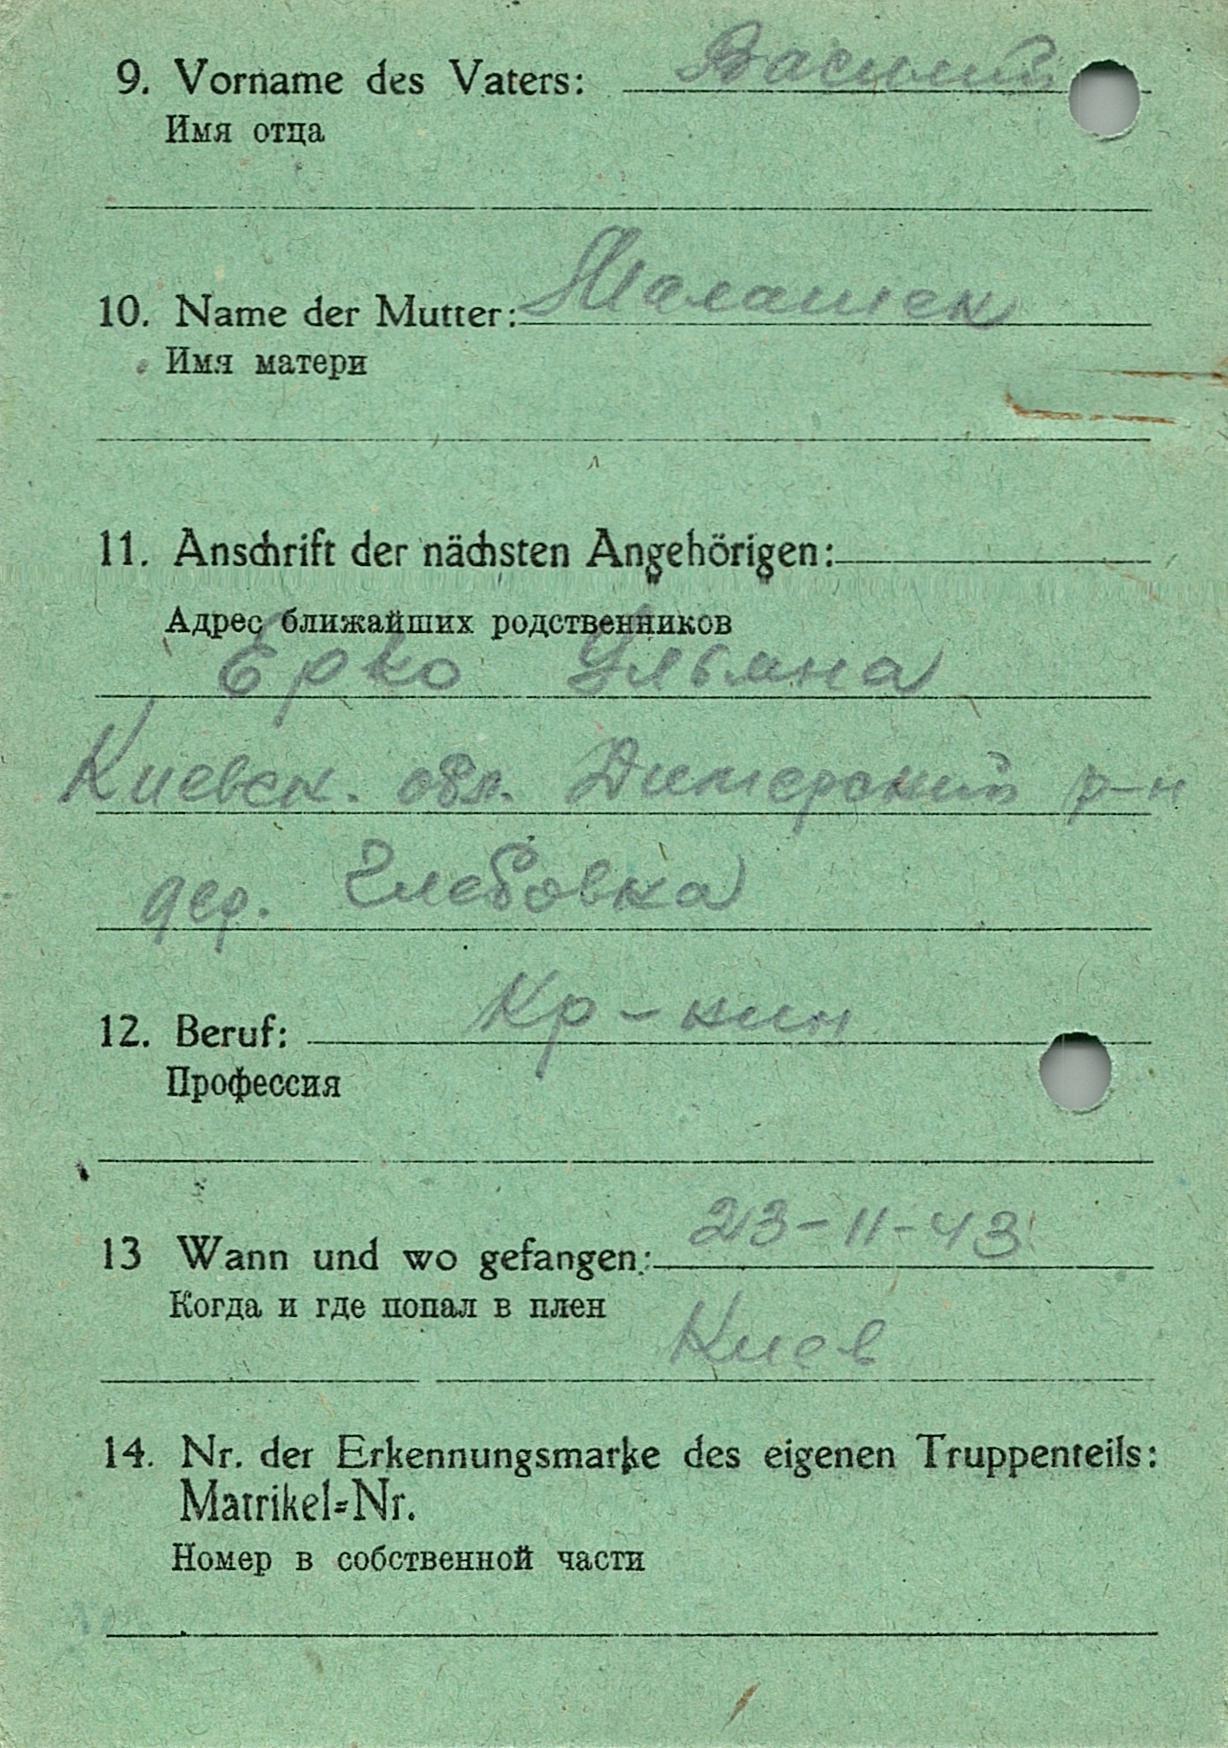 9. Vorname des Vaters: Василий
Имя отца
10. Name der Mutter: Малашек
Имя матери
11. Anschrift der nächsten Angehörigen:
Адрес ближайших родственников
Ерко Ульяна
Киевск. обл. Димерский р-н
дер. Глебовка
12. Beruf: Кр-нин
Профессия
13 Wann und wo gefangen: 23-11-43
Когда и где попал в плен
Киев
14. Nr. der Erkennungsmarke des eigenen Truppenteils:
Matrikel-Nr.
Номер в собственной части